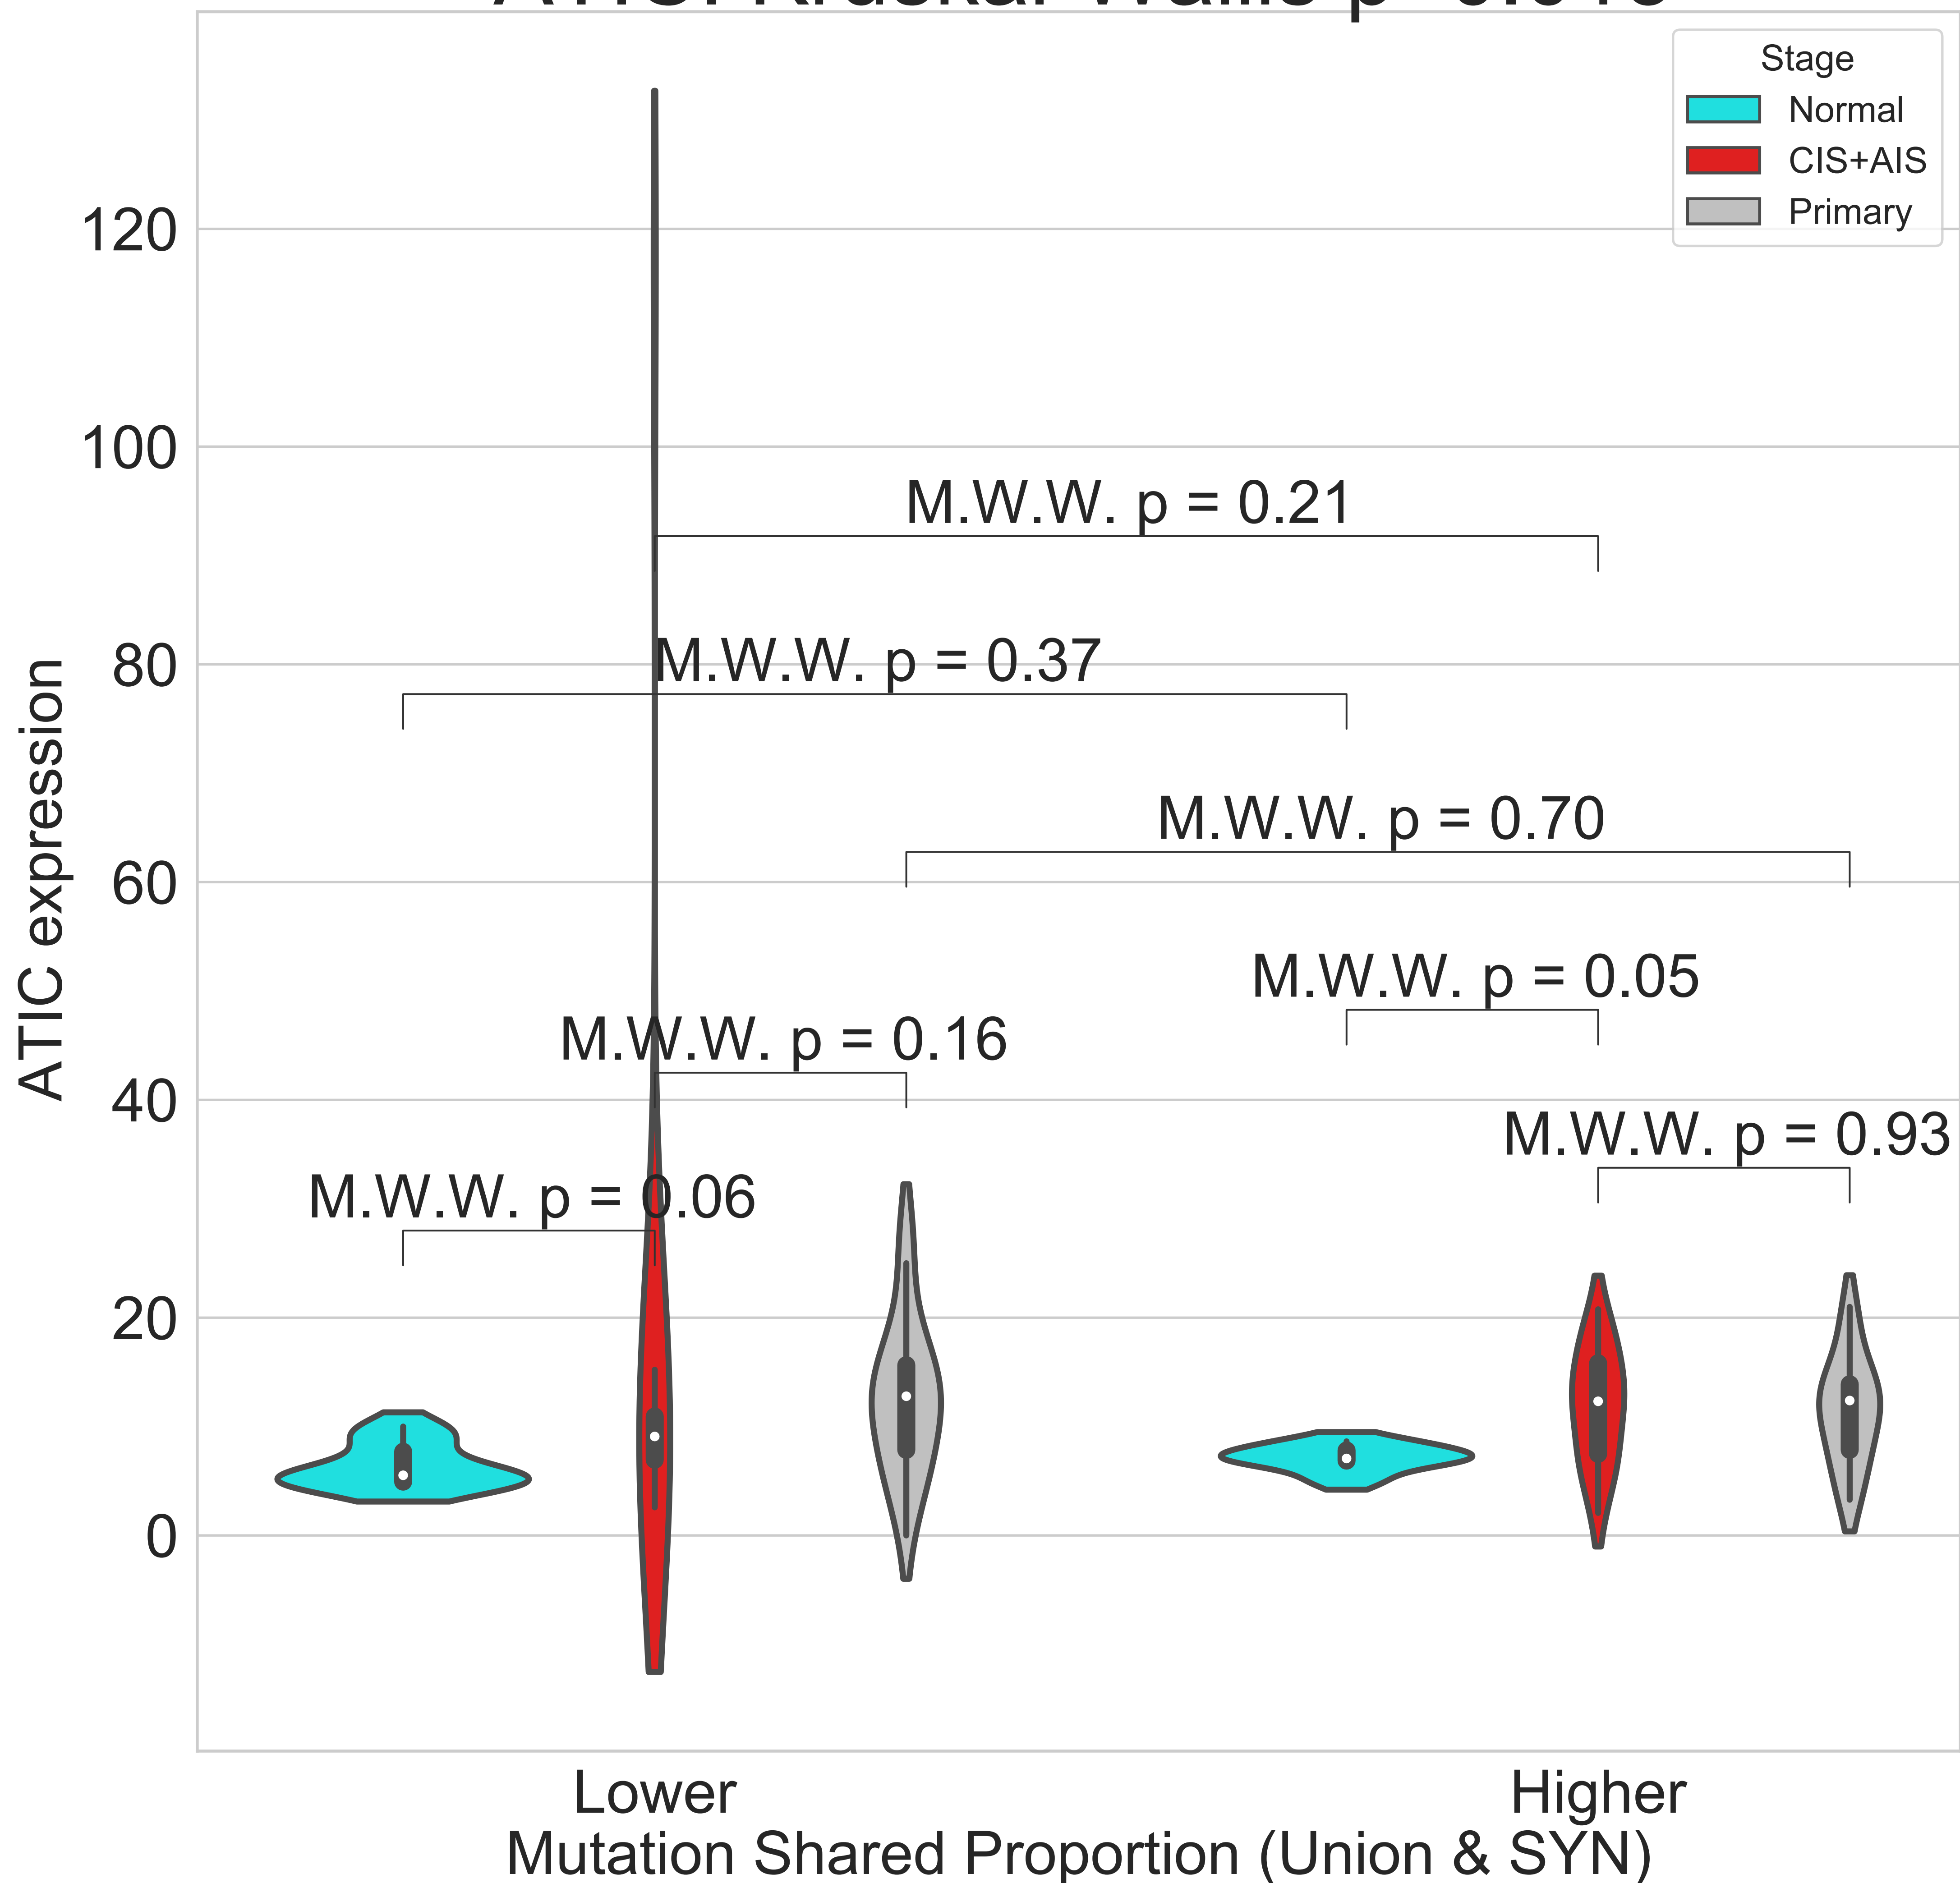 Stage
Normal
CIS+AIS
Primary
120
100
80
60
40
20
0
ATIC expression
M.W.W. p = 0.21
M.W.W. p = 0.37
M.W.W. p = 0.70
M.W.W. p = 0.05
M.W.W. p = 0.16
M.W.W. p = 0.93
M.W.W. p = 0.06
Lower
Higher
Mutation Shared Proportion (Union & SYN)